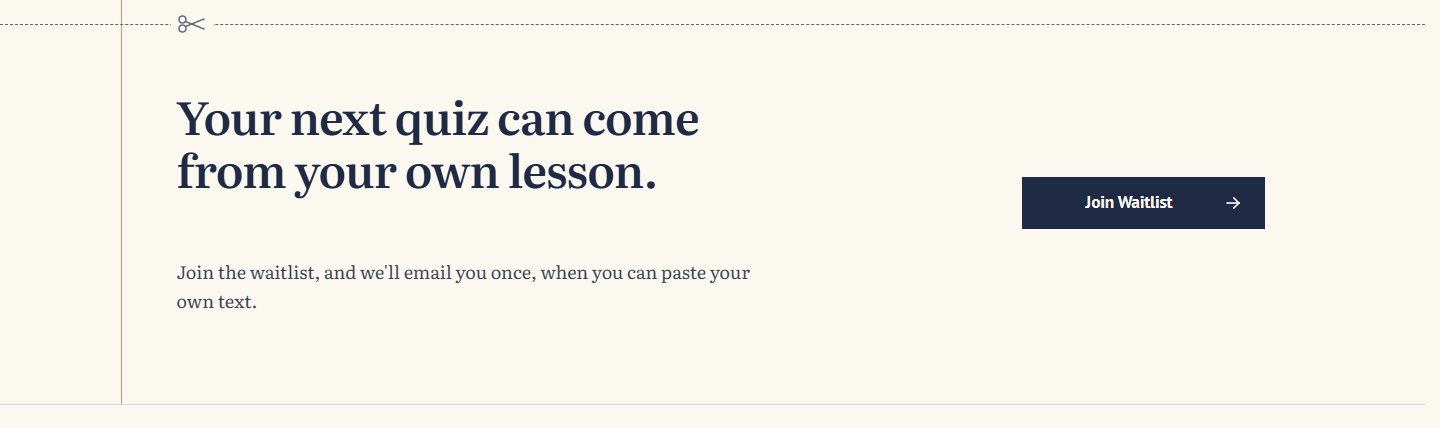 Your next quiz can come
from your own lesson.
Join Waitlist
Join the waitlist, and we'll email you once, when you can paste your
own text.